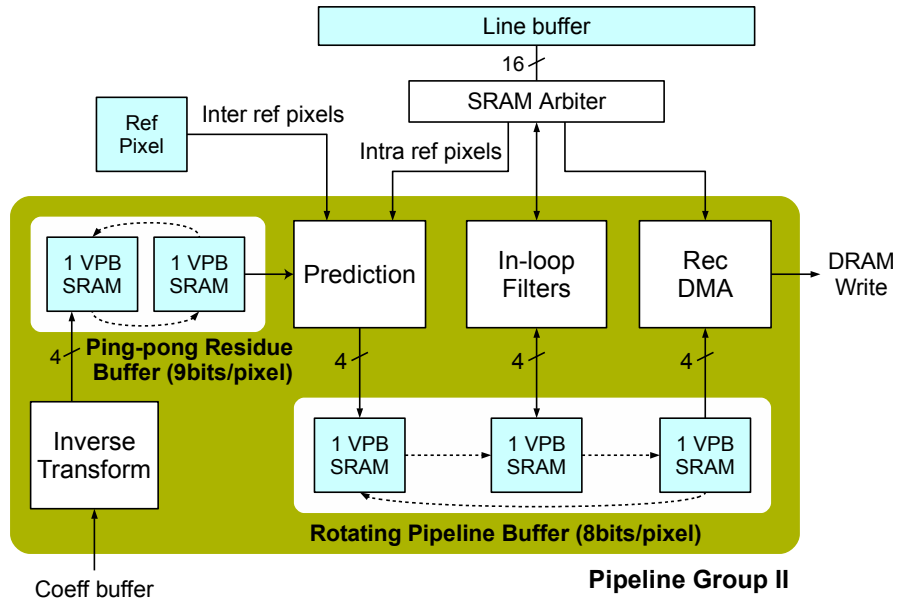 Line buffer
16
SRAM Arbiter
Ref
Pixel
Inter ref pixels
Intra ref pixels
1 VPB
SRAM
1 VPB
SRAM
Prediction
In-loop
Filters
Rec
DMA
DRAM
Write
4
Ping-pong Residue
Buffer (9bits/pixel)
4
4
4
Inverse
Transform
1 VPB
SRAM
1 VPB
SRAM
1 VPB
SRAM
Rotating Pipeline Buffer (8bits/pixel)
Coeff buffer
Pipeline Group II